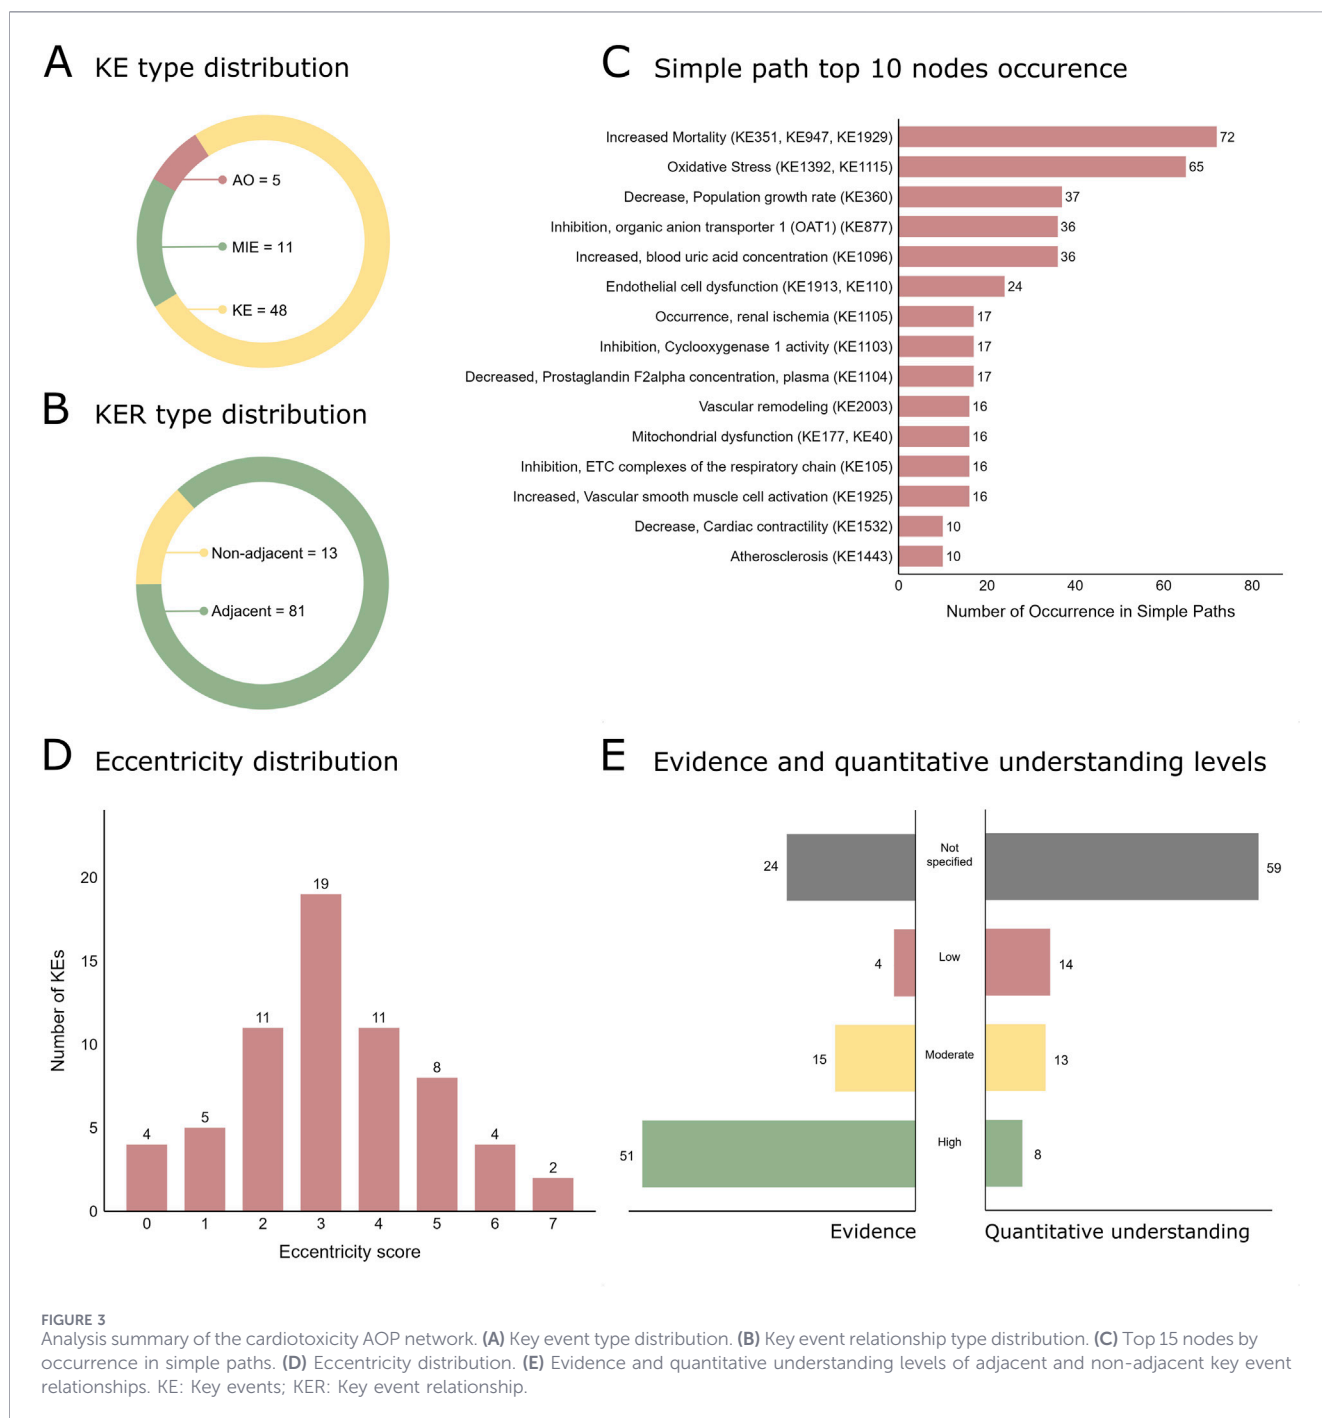 A KE type distribution
AO = 5
MIE = 11
KE = 48
B KER type distribution
Non-adjacent = 13
Adjacent = 81
C Simple path top 10 nodes occurence
Increased Mortality (KE351, KE947, KE1929) 72
Oxidative Stress (KE1392, KE1115) 65
Decrease, Population growth rate (KE360) 37
Inhibition, organic anion transporter 1 (OAT1) (KE877) 36
Increased, blood uric acid concentration (KE1096) 36
Endothelial cell dysfunction (KE1913, KE110) 24
Occurrence, renal ischemia (KE1105) 17
Inhibition, Cyclooxygenase 1 activity (KE1103) 17
Decreased, Prostaglandin F2alpha concentration, plasma (KE1104) 17
Vascular remodeling (KE2003) 16
Mitochondrial dysfunction (KE177, KE40) 16
Inhibition, ETC complexes of the respiratory chain (KE105) 16
Increased, Vascular smooth muscle cell activation (KE1925) 16
Decrease, Cardiac contractility (KE1532) 10
Atherosclerosis (KE1443) 10
0 20 40 60 80
Number of Occurrence in Simple Paths
D Eccentricity distribution
Number of KEs
20
15
10
5
0
4 5 11 19 11 8 4 2
0 1 2 3 4 5 6 7
Eccentricity score
E Evidence and quantitative understanding levels
24 Not 59
specified
4 Low 14
15 Moderate 13
51 High 8
Evidence Quantitative understanding
FIGURE 3
Analysis summary of the cardiotoxicity AOP network. (A) Key event type distribution. (B) Key event relationship type distribution. (C) Top 15 nodes by
occurrence in simple paths. (D) Eccentricity distribution. (E) Evidence and quantitative understanding levels of adjacent and non-adjacent key event
relationships. KE: Key events; KER: Key event relationship.